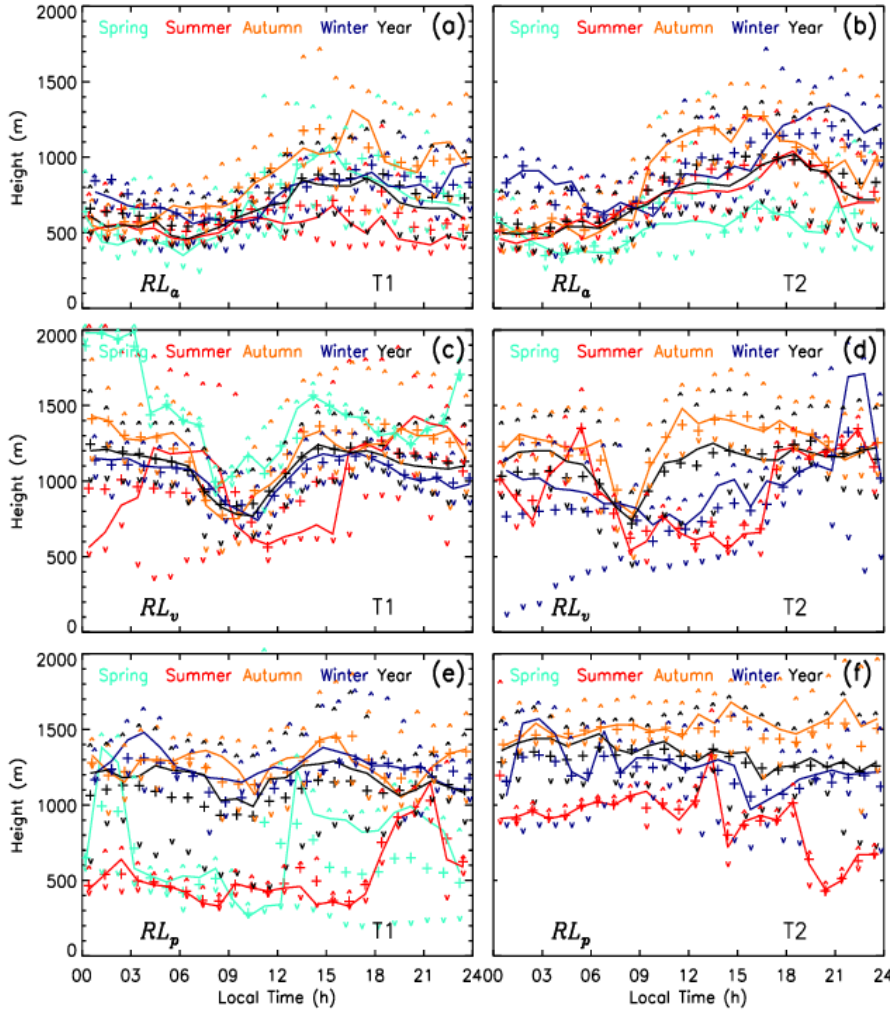 2000 Spring Summer Autumn Winter Year (a) Spring Summer Autumn Winter Year (b)
1500
1000
500
0
Height (m)
RLa T1 RLa T2
2000 Spring Summer Autumn Winter Year (c) Spring Summer Autumn Winter Year (d)
1500
1000
500
0
Height (m)
RLv T1 RLv T2
2000 Spring Summer Autumn Winter Year (e) Spring Summer Autumn Winter Year (f)
1500
1000
500
0
Height (m)
RLp T1 RLp T2
00 03 06 09 12 15 18 21 00 03 06 09 12 15 18 21 24
Local Time (h) Local Time (h)